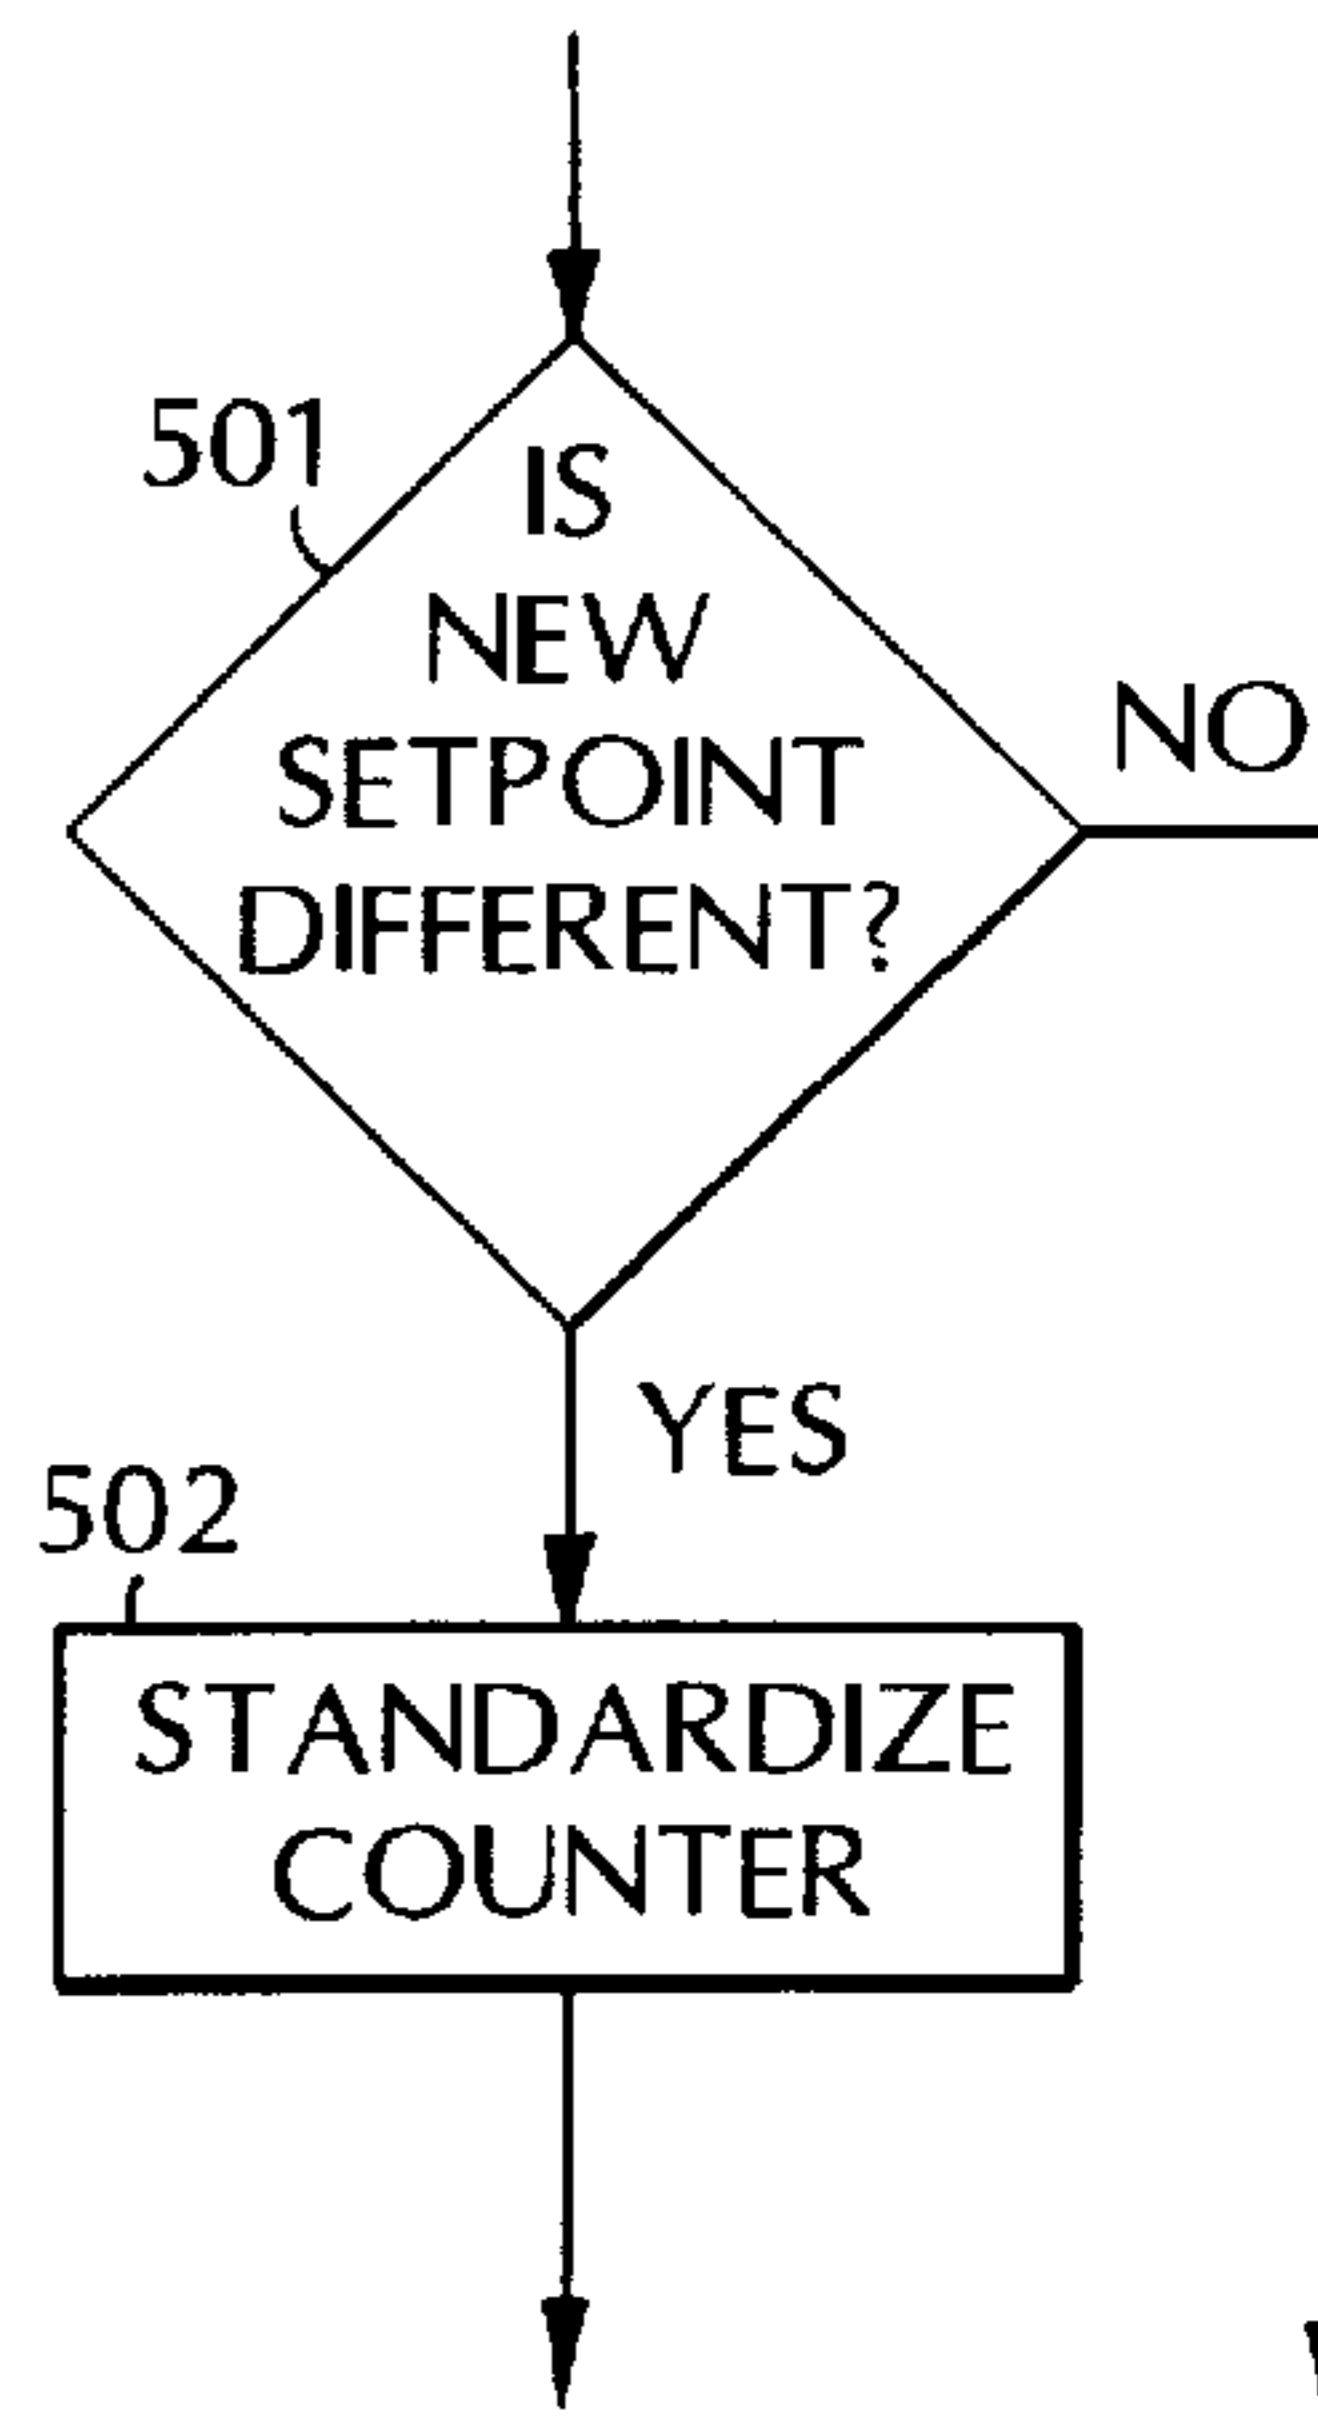 501
IS
NEW
SETPOINT
DIFFERENT?
NO
YES
502
STANDARDIZE
COUNTER